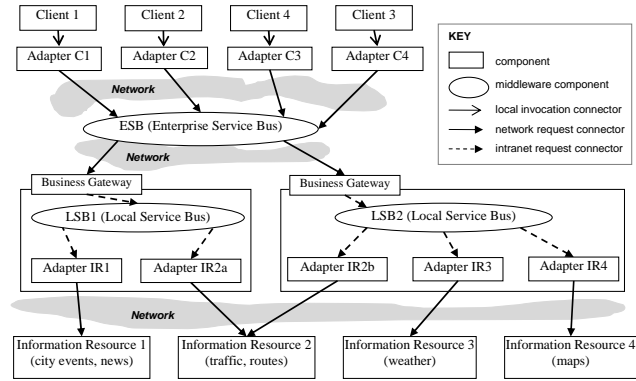 Client 1
Client 2
Client 4
Client 3
Adapter C1
Adapter C2
Adapter C3
Adapter C4
Network
ESB (Enterprise Service Bus)
Network
Business Gateway
Business Gateway
LSB1 (Local Service Bus)
LSB2 (Local Service Bus)
Adapter IR1
Adapter IR2a
Adapter IR2b
Adapter IR3
Adapter IR4
Network
Information Resource 1
(city events, news)
Information Resource 2
(traffic, routes)
Information Resource 3
(weather)
Information Resource 4
(maps)
KEY
component
middleware component
local invocation connector
network request connector
intranet request connector